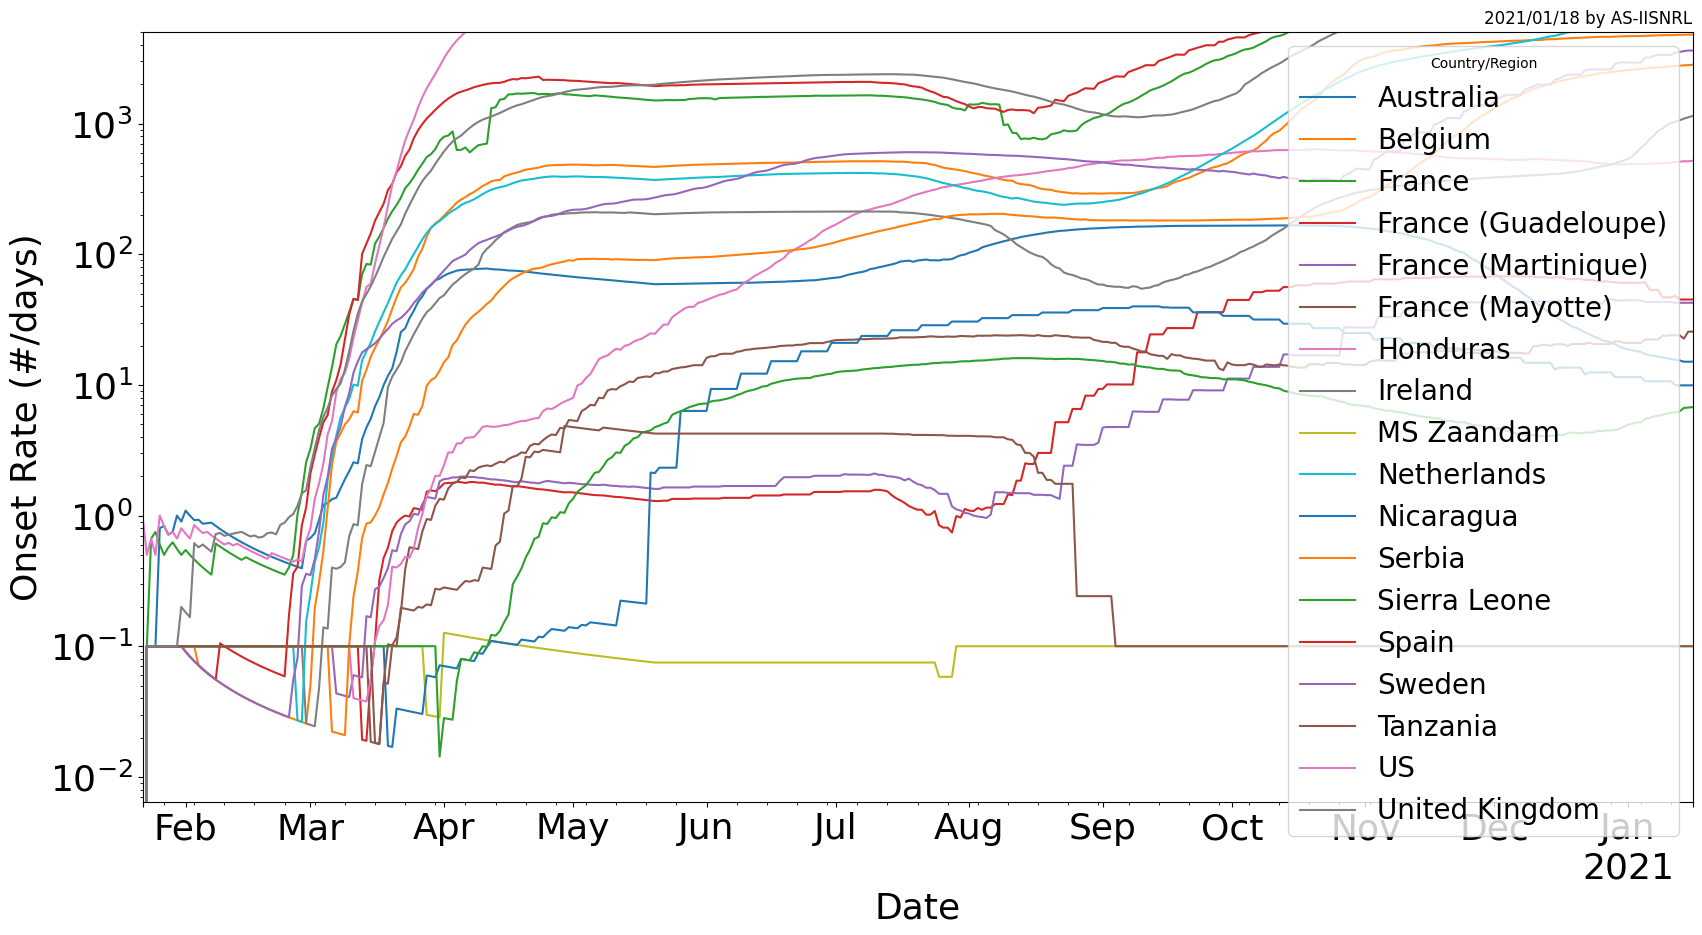 2021/01/18 by AS-IISNRL
Onset Rate (#/days)
10³
10²
10¹
10⁰
10⁻¹
10⁻²
Country/Region
Australia
Belgium
France
France (Guadeloupe)
France (Martinique)
France (Mayotte)
Honduras
Ireland
MS Zaandam
Netherlands
Nicaragua
Serbia
Sierra Leone
Spain
Sweden
Tanzania
US
United Kingdom
Feb Mar Apr May Jun Jul Aug Sep Oct Nov Dec Jan
2021
Date